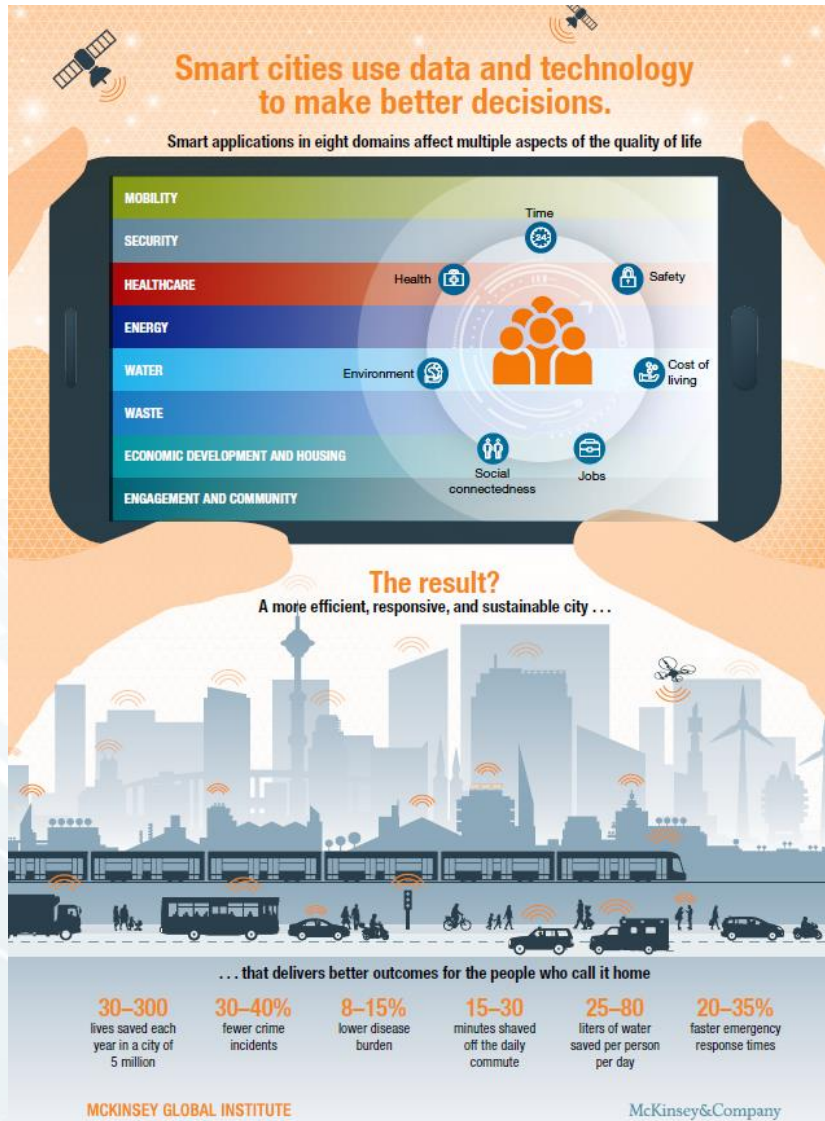 Smart cities use data and technology
to make better decisions.
Smart applications in eight domains affect multiple aspects of the quality of life
MOBILITY
SECURITY
HEALTHCARE
ENERGY
WATER
WASTE
ECONOMIC DEVELOPMENT AND HOUSING
ENGAGEMENT AND COMMUNITY
Time
24
Health
Safety
Environment
Cost of
living
Social
connectedness
Jobs
The result?
A more efficient, responsive, and sustainable city . . .
. . . that delivers better outcomes for the people who call it home
30–300
lives saved each
year in a city of
5 million
30–40%
fewer crime
incidents
8–15%
lower disease
burden
15–30
minutes shaved
off the daily
commute
25–80
liters of water
saved per person
per day
20–35%
faster emergency
response times
MCKINSEY GLOBAL INSTITUTE
McKinsey&Company